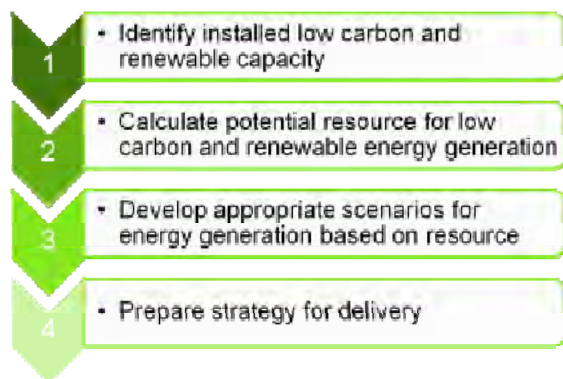 1
• Identify installed low carbon and
renewable capacity
2
• Calculate potential resource for low
carbon and renewable energy generation
3
• Develop appropriate scenarios for
energy generation based on resource
4
• Prepare strategy for delivery